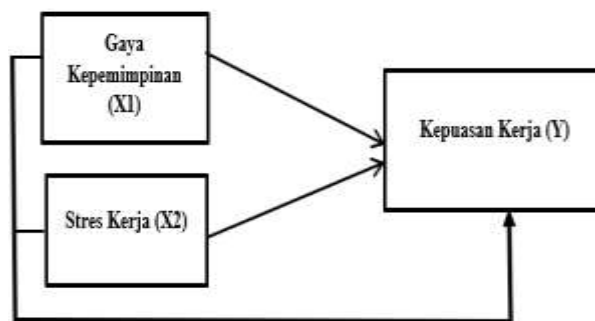 Gaya
Kepemimpinan
(X1)
Kepuasan Kerja (Y)
Stres Kerja (X2)